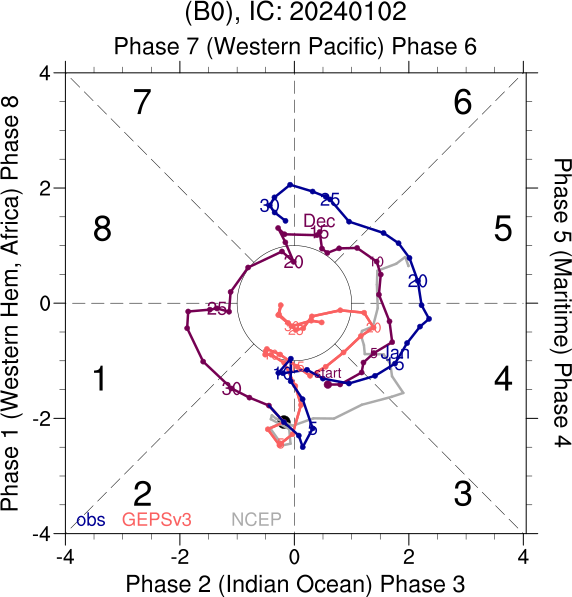 (B0), IC: 20240102
Phase 7 (Western Pacific) Phase 6
Phase 1 (Western Hem, Africa) Phase 8
Phase 5 (Maritime) Phase 4
4
2
0
-2
-4
7
6
8
5
1
4
2
3
30
25
Dec
15
10
20
20
25
20
5
Jan
15
start
10
30
5
obs GEPSv3 NCEP
-4 -2 0 2 4
Phase 2 (Indian Ocean) Phase 3